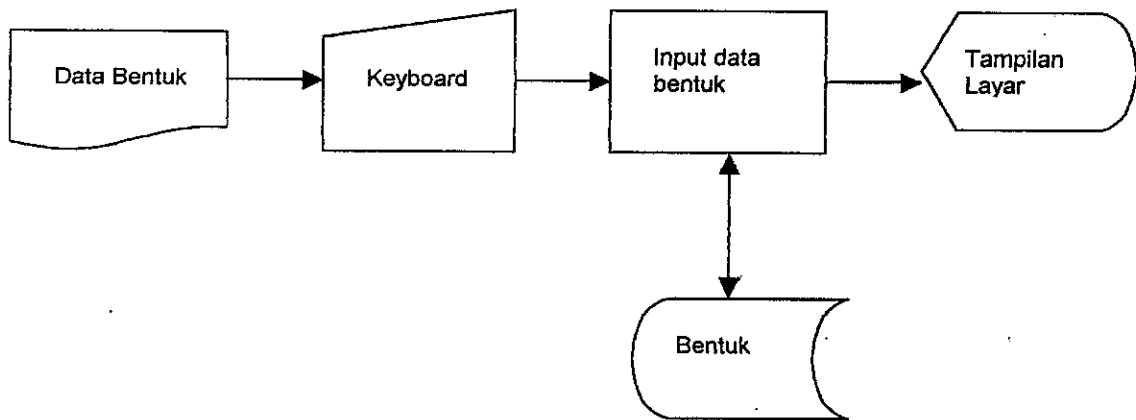 Data Bentuk
Keyboard
Input data
bentuk
Tampilan
Layar
Bentuk